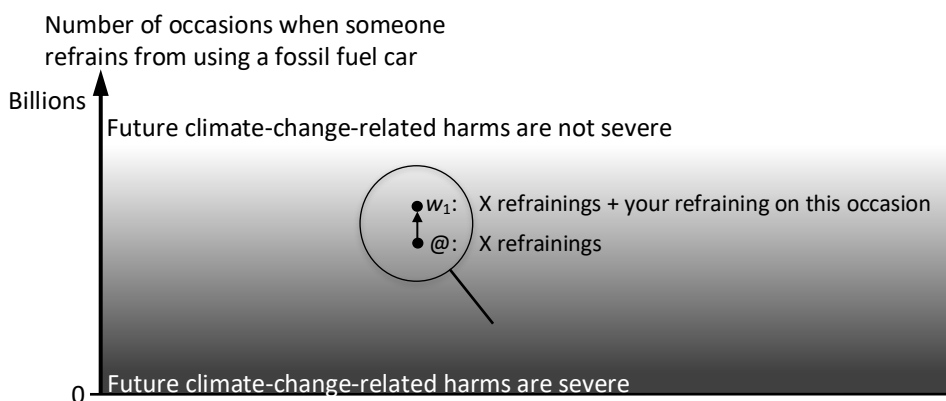 Number of occasions when someone
refrains from using a fossil fuel car
Billions
Future climate-change-related harms are not severe
w₁: X refrainings + your refraining on this occasion
@: X refrainings
Future climate-change-related harms are severe
0